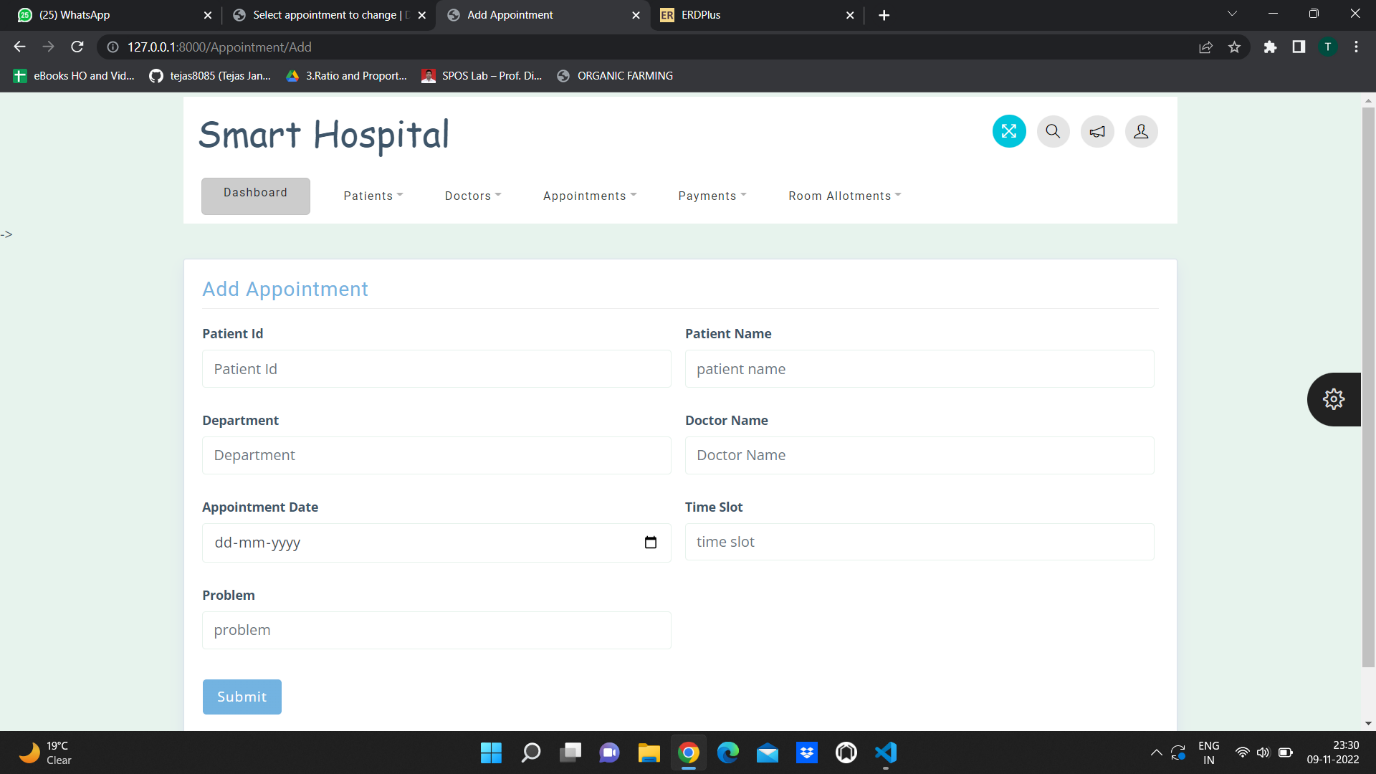 (25) WhatsApp
Select appointment to change | D
Add Appointment
ER ERDPlus
127.0.0.1:8000/Appointment/Add
T
eBooks HO and Vid...
tejas8085 (Tejas Jan...
3.Ratio and Proport...
SPOS Lab – Prof. Di...
ORGANIC FARMING
Smart Hospital
Dashboard
Patients
Doctors
Appointments
Payments
Room Allotments
->
Add Appointment
Patient Id
Patient Name
Patient Id
patient name
Department
Doctor Name
Department
Doctor Name
Appointment Date
Time Slot
dd-mm-yyyy
time slot
Problem
problem
Submit
19°C
Clear
ENG
IN
23:30
09-11-2022